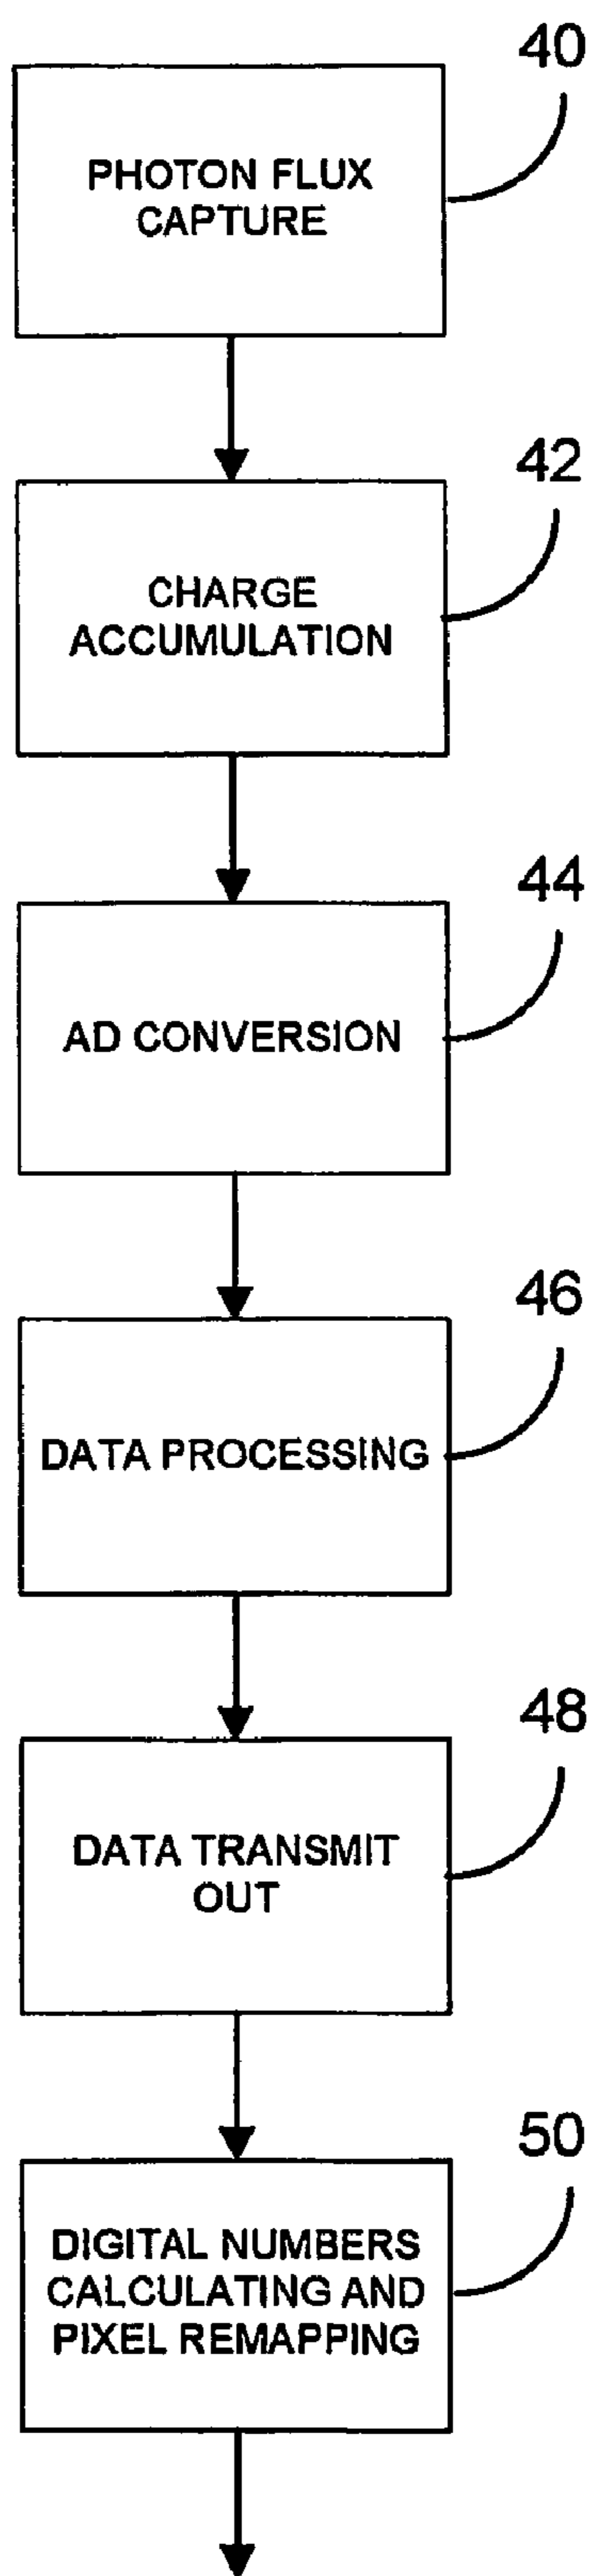 40
PHOTON FLUX
CAPTURE
42
CHARGE
ACCUMULATION
44
AD CONVERSION
46
DATA PROCESSING
48
DATA TRANSMIT
OUT
50
DIGITAL NUMBERS
CALCULATING AND
PIXEL REMAPPING